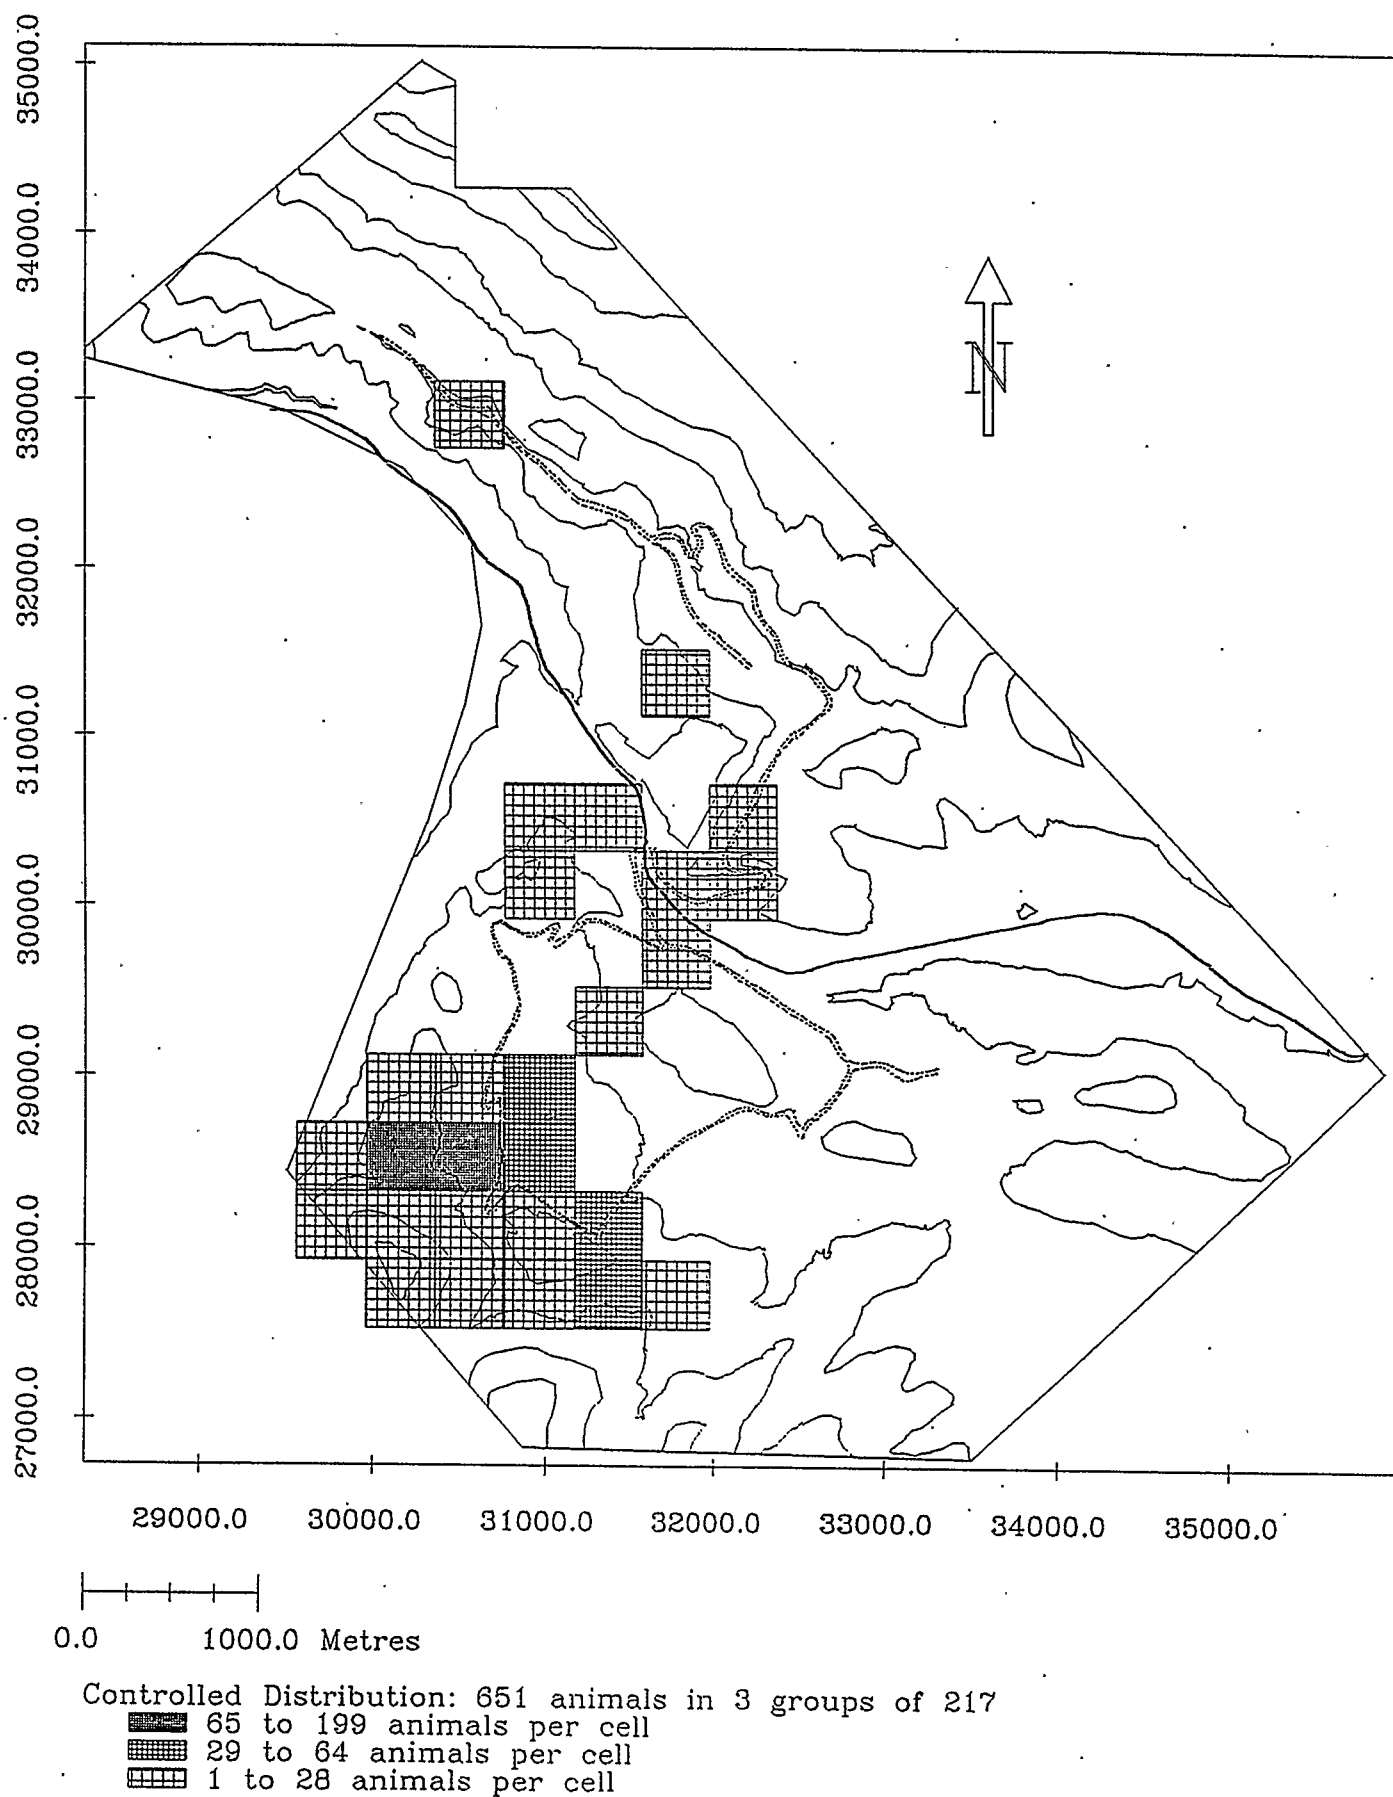 35000.0
34000.0
33000.0
32000.0
31000.0
30000.0
29000.0
28000.0
27000.0
N
29000.0 30000.0 31000.0 32000.0 33000.0 34000.0 35000.0
0.0 1000.0 Metres
Controlled Distribution: 651 animals in 3 groups of 217
65 to 199 animals per cell
29 to 64 animals per cell
1 to 28 animals per cell